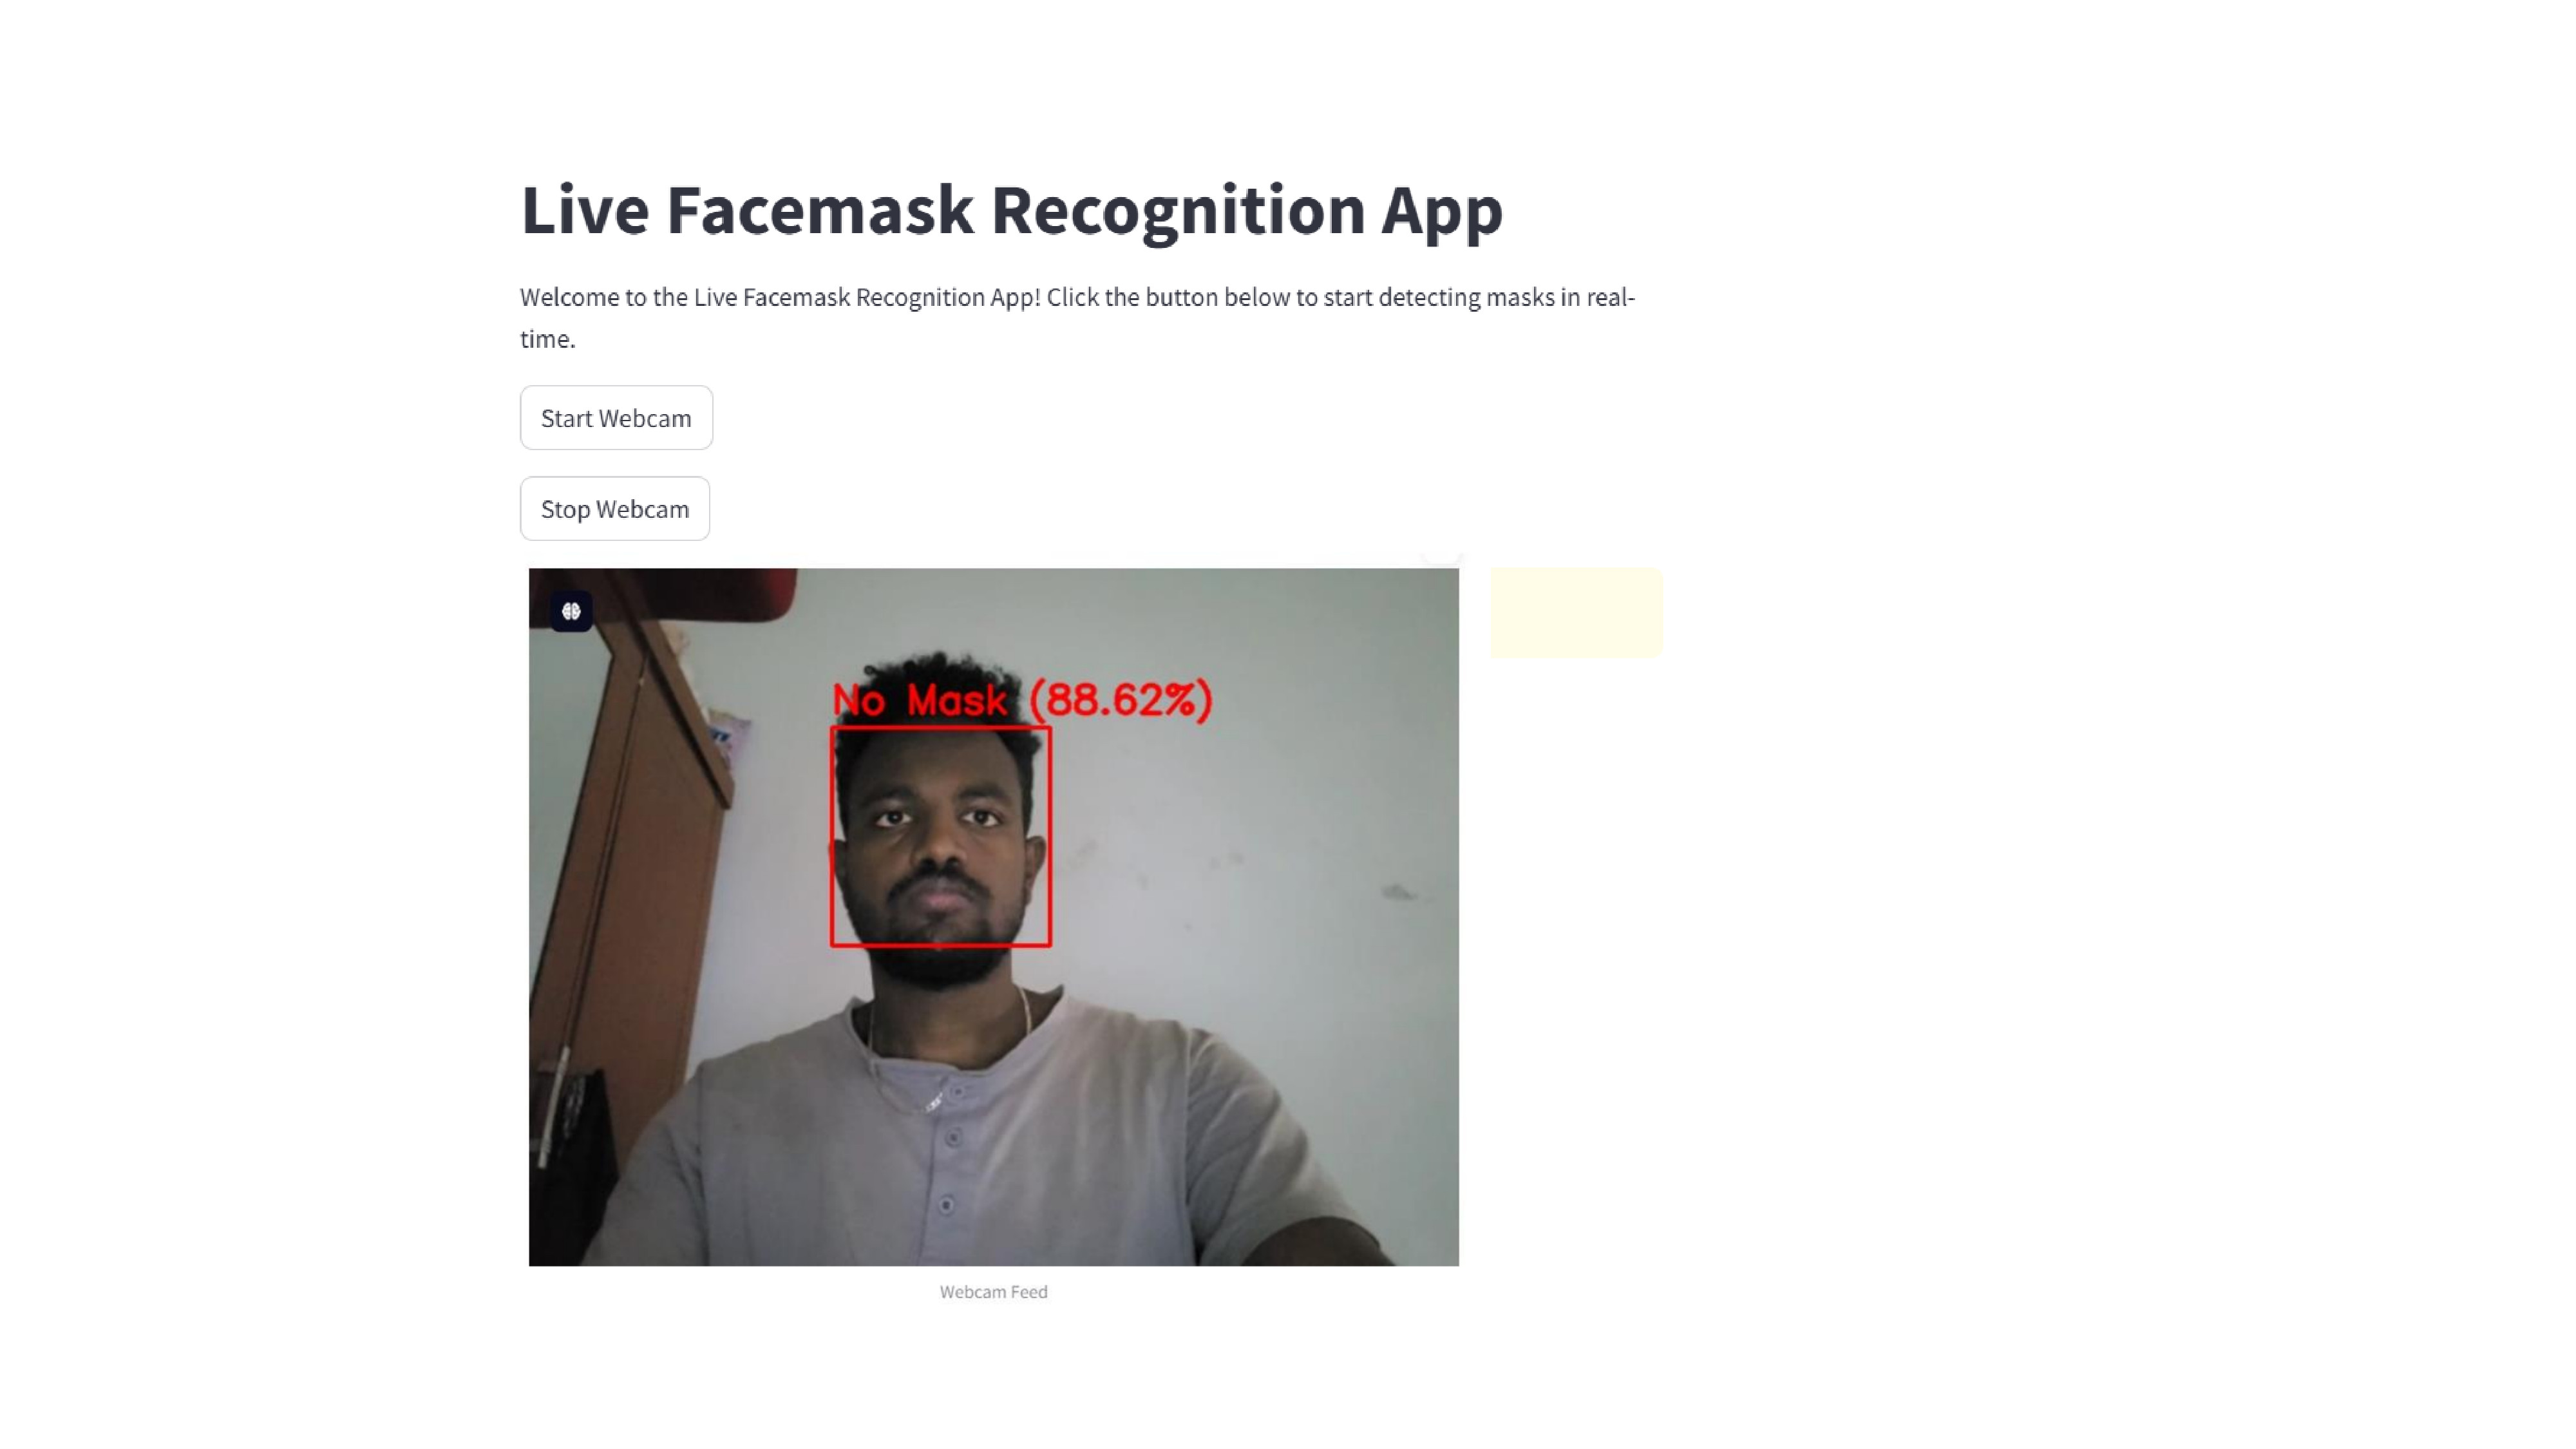 Live Facemask Recognition App
Welcome to the Live Facemask Recognition App! Click the button below to start detecting masks in real-
time.
Start Webcam
Stop Webcam
No Mask (88.62%)
Webcam Feed